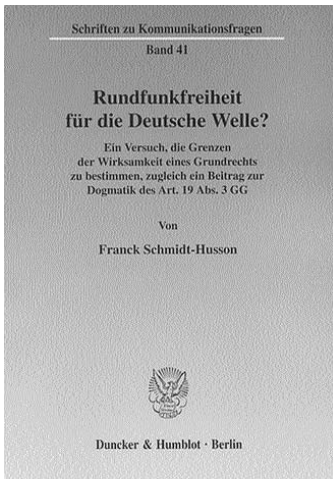 Schriften zu Kommunikationsfragen
Band 41
Rundfunkfreiheit
für die Deutsche Welle?
Ein Versuch, die Grenzen
der Wirksamkeit eines Grundrechts
zu bestimmen, zugleich ein Beitrag zur
Dogmatik des Art. 19 Abs. 3 GG
Von
Franck Schmidt-Husson
Duncker & Humblot · Berlin